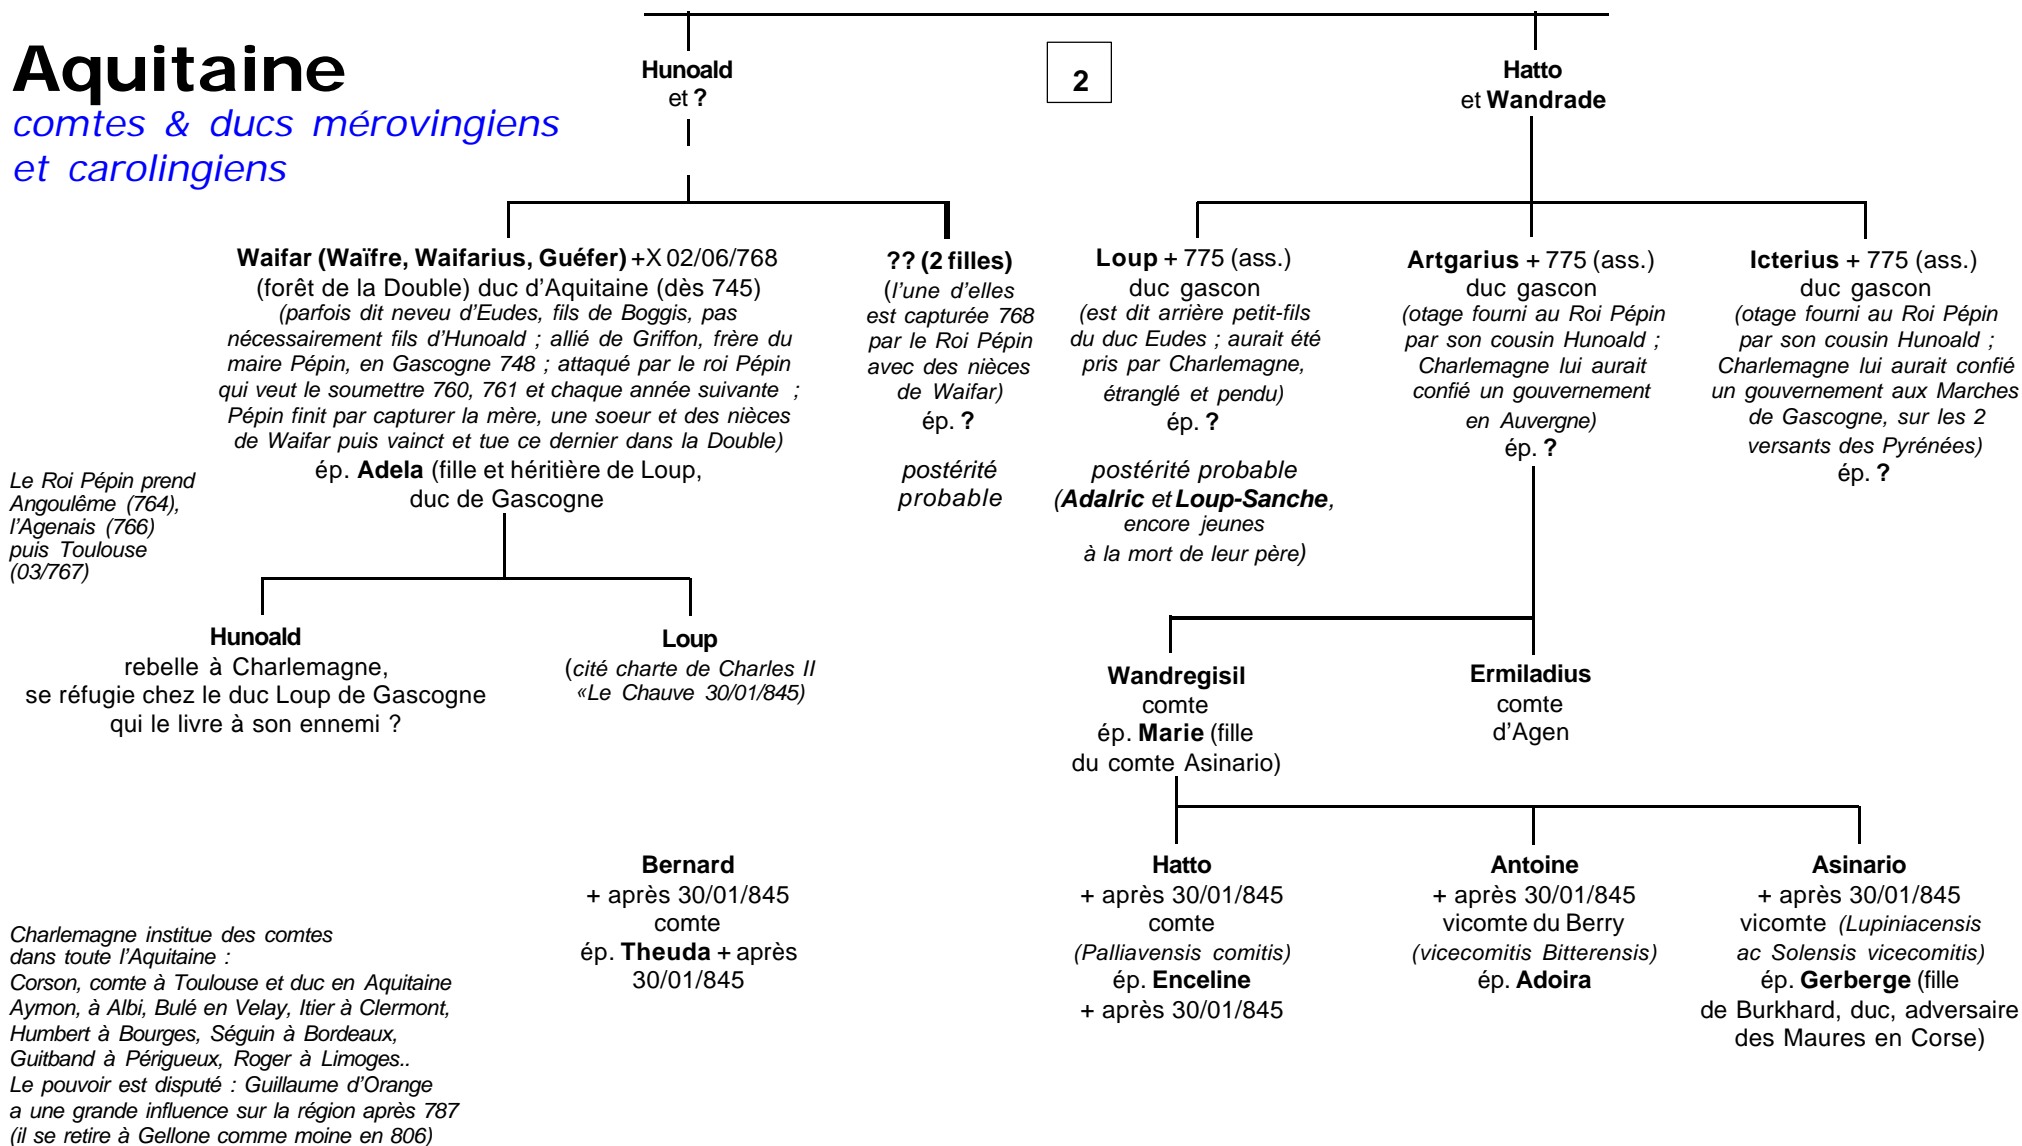 Aquitaine
comtes & ducs mérovingiens
et carolingiens
Hunoald
et ?
2
Hatto
et Wandrade
Waifar (Waïfre, Waifarius, Guéfer) +X 02/06/768
(forêt de la Double) duc d'Aquitaine (dès 745)
(parfois dit neveu d'Eudes, fils de Boggis, pas
nécessairement fils d'Hunoald ; allié de Griffon, frère du
maire Pépin, en Gascogne 748 ; attaqué par le roi Pépin
qui veut le soumettre 760, 761 et chaque année suivante ;
Pépin finit par capturer la mère, une soeur et des nièces
de Waifar puis vainct et tue ce dernier dans la Double)
ép. Adela (fille et héritière de Loup,
duc de Gascogne
?? (2 filles)
(l'une d'elles
est capturée 768
par le Roi Pépin
avec des nièces
de Waifar)
ép. ?
postérité
probable
Loup + 775 (ass.)
duc gascon
(est dit arrière petit-fils
du duc Eudes ; aurait été
pris par Charlemagne,
étranglé et pendu)
ép. ?
postérité probable
(Adalric et Loup-Sanche,
encore jeunes
à la mort de leur père)
Artgarius + 775 (ass.)
duc gascon
(otage fourni au Roi Pépin
par son cousin Hunoald ;
Charlemagne lui aurait
confié un gouvernement
en Auvergne)
ép. ?
Icterius + 775 (ass.)
duc gascon
(otage fourni au Roi Pépin
par son cousin Hunoald ;
Charlemagne lui aurait confié
un gouvernement aux Marches
de Gascogne, sur les 2
versants des Pyrénées)
ép. ?
Le Roi Pépin prend
Angoulême (764),
l'Agenais (766)
puis Toulouse
(03/767)
Hunoald
rebelle à Charlemagne,
se réfugie chez le duc Loup de Gascogne
qui le livre à son ennemi ?
Loup
(cité charte de Charles II
«Le Chauve 30/01/845)
Wandregisil
comte
ép. Marie (fille
du comte Asinario)
Ermiladius
comte
d'Agen
Bernard
+ après 30/01/845
comte
ép. Theuda + après
30/01/845
Hatto
+ après 30/01/845
comte
(Palliavensis comitis)
ép. Enceline
+ après 30/01/845
Antoine
+ après 30/01/845
vicomte du Berry
(vicecomitis Bitterensis)
ép. Adoira
Asinario
+ après 30/01/845
vicomte (Lupiniacensis
ac Solensis vicecomitis)
ép. Gerberge (fille
de Burkhard, duc, adversaire
des Maures en Corse)
Charlemagne institue des comtes
dans toute l'Aquitaine :
Corson, comte à Toulouse et duc en Aquitaine
Aymon, à Albi, Bulé en Velay, Itier à Clermont,
Humbert à Bourges, Séguin à Bordeaux,
Guitband à Périgueux, Roger à Limoges..
Le pouvoir est disputé : Guillaume d'Orange
a une grande influence sur la région après 787
(il se retire à Gellone comme moine en 806)